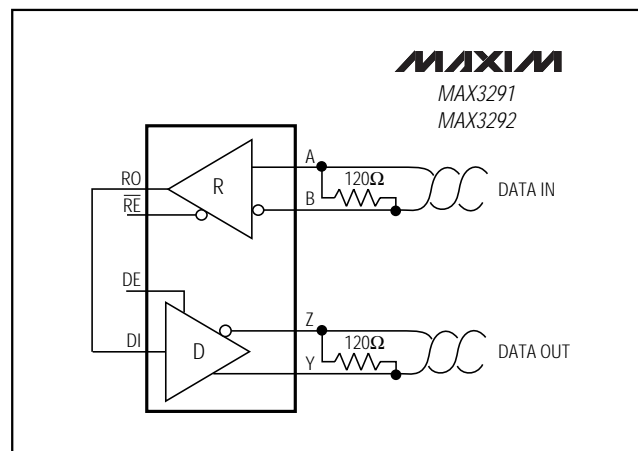 MAXIM
MAX3291
MAX3292
A
RO
R
120Ω
DATA IN
RE
B
DE
Z
DI
D
120Ω
DATA OUT
Y